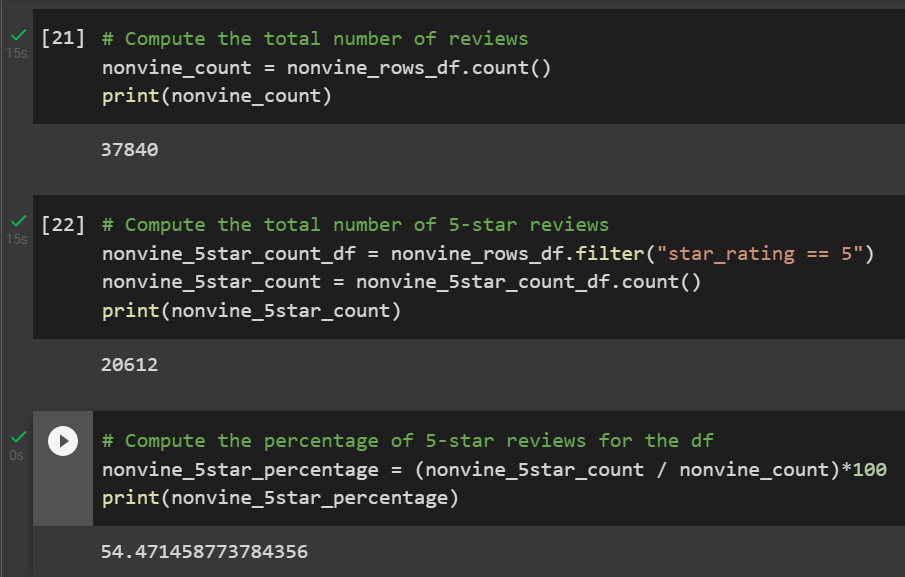 [21] # Compute the total number of reviews
15s
nonvine_count = nonvine_rows_df.count()
print(nonvine_count)
37840
[22] # Compute the total number of 5-star reviews
15s
nonvine_5star_count_df = nonvine_rows_df.filter("star_rating == 5")
nonvine_5star_count = nonvine_5star_count_df.count()
print(nonvine_5star_count)
20612
# Compute the percentage of 5-star reviews for the df
0s
nonvine_5star_percentage = (nonvine_5star_count / nonvine_count)*100
print(nonvine_5star_percentage)
54.471458773784356